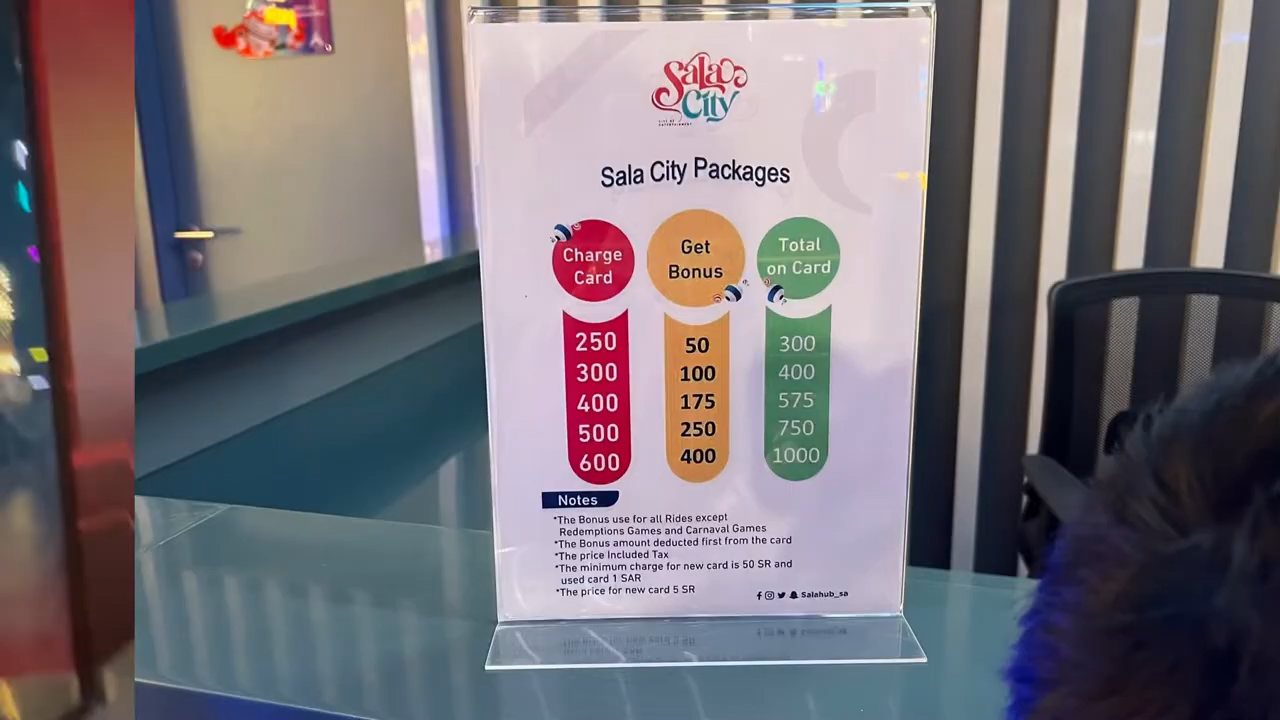 Sala
City
CITY OF
ENTERTAINMENT
Sala City Packages
Charge
Card
Get
Bonus
Total
on Card
250 50 300
300 100 400
400 175 575
500 250 750
600 400 1000
Notes
*The Bonus use for all Rides except
Redemptions Games and Carnaval Games
*The Bonus amount deducted first from the card
*The price Included Tax
*The minimum charge for new card is 50 SR and
used card 1 SAR
*The price for new card 5 SR
Salahub_sa